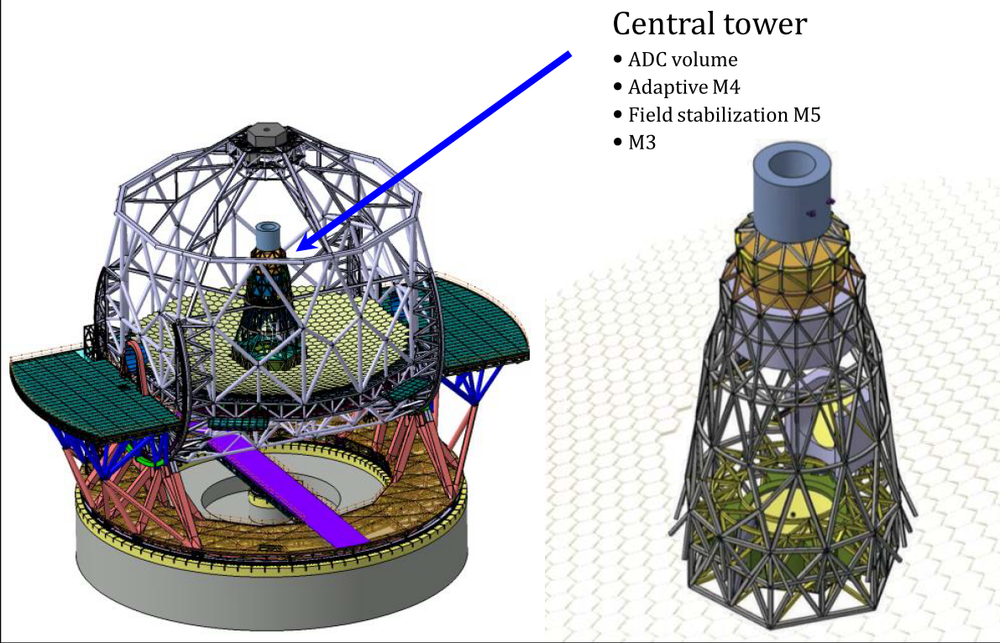 Central tower
• ADC volume
• Adaptive M4
• Field stabilization M5
• M3